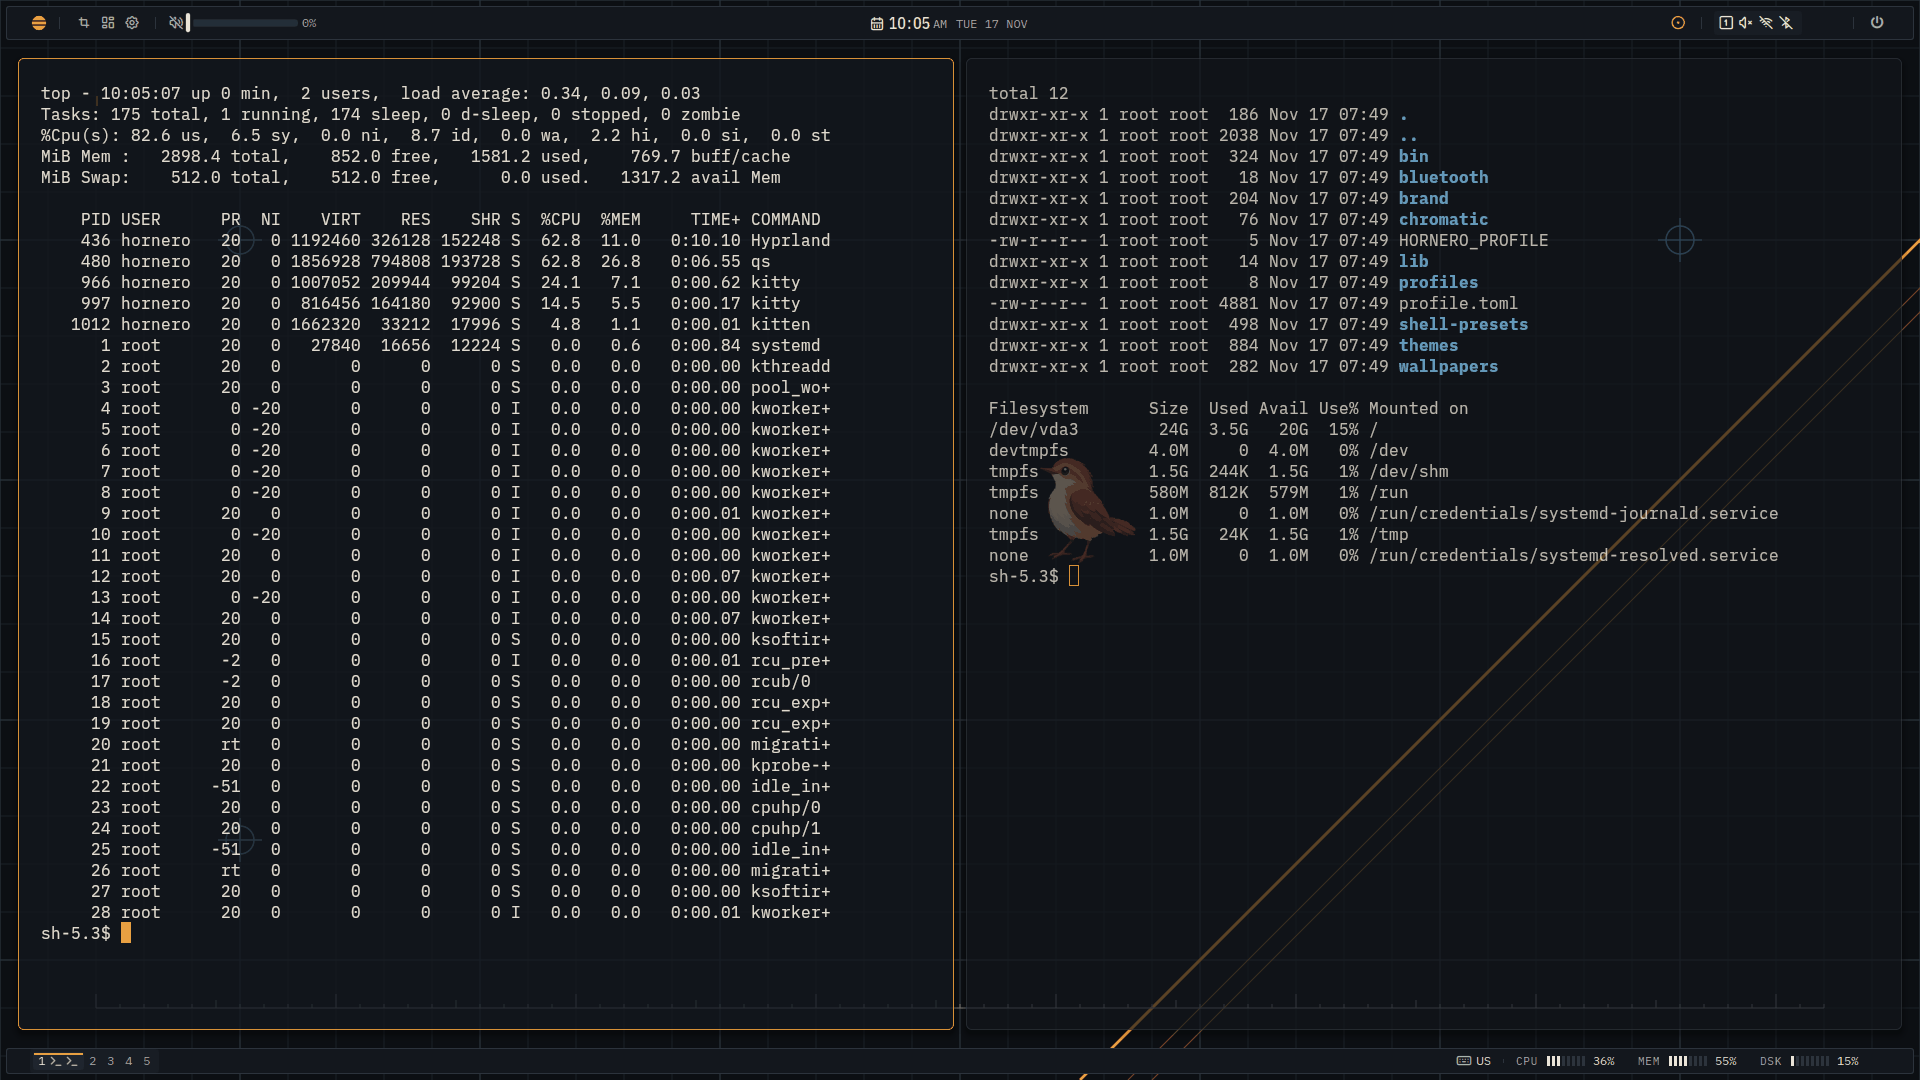 0%
10:05 AM TUE 17 NOV
1
top - 10:05:07 up 0 min,  2 users,  load average: 0.34, 0.09, 0.03
Tasks: 175 total, 1 running, 174 sleep, 0 d-sleep, 0 stopped, 0 zombie
%Cpu(s): 82.6 us,  6.5 sy,  0.0 ni,  8.7 id,  0.0 wa,  2.2 hi,  0.0 si,  0.0 st
MiB Mem :   2898.4 total,    852.0 free,   1581.2 used,    769.7 buff/cache
MiB Swap:    512.0 total,    512.0 free,      0.0 used.   1317.2 avail Mem
PID USER      PR  NI    VIRT    RES    SHR S  %CPU  %MEM     TIME+ COMMAND
436 hornero   20   0 1192460 326128 152248 S  62.8  11.0   0:10.10 Hyprland
480 hornero   20   0 1856928 794808 193728 S  62.8  26.8   0:06.55 qs
966 hornero   20   0 1007052 209944  99204 S  24.1   7.1   0:00.62 kitty
997 hornero   20   0  816456 164180  92900 S  14.5   5.5   0:00.17 kitty
1012 hornero   20   0 1662320  33212  17996 S   4.8   1.1   0:00.01 kitten
1 root      20   0   27840  16656  12224 S   0.0   0.6   0:00.84 systemd
2 root      20   0       0      0      0 S   0.0   0.0   0:00.00 kthreadd
3 root      20   0       0      0      0 S   0.0   0.0   0:00.00 pool_wo+
4 root       0 -20       0      0      0 I   0.0   0.0   0:00.00 kworker+
5 root       0 -20       0      0      0 I   0.0   0.0   0:00.00 kworker+
6 root       0 -20       0      0      0 I   0.0   0.0   0:00.00 kworker+
7 root       0 -20       0      0      0 I   0.0   0.0   0:00.00 kworker+
8 root       0 -20       0      0      0 I   0.0   0.0   0:00.00 kworker+
9 root      20   0       0      0      0 I   0.0   0.0   0:00.01 kworker+
10 root       0 -20       0      0      0 I   0.0   0.0   0:00.00 kworker+
11 root      20   0       0      0      0 I   0.0   0.0   0:00.00 kworker+
12 root      20   0       0      0      0 I   0.0   0.0   0:00.07 kworker+
13 root       0 -20       0      0      0 I   0.0   0.0   0:00.00 kworker+
14 root      20   0       0      0      0 I   0.0   0.0   0:00.07 kworker+
15 root      20   0       0      0      0 S   0.0   0.0   0:00.00 ksoftir+
16 root      -2   0       0      0      0 I   0.0   0.0   0:00.01 rcu_pre+
17 root      -2   0       0      0      0 S   0.0   0.0   0:00.00 rcub/0
18 root      20   0       0      0      0 S   0.0   0.0   0:00.00 rcu_exp+
19 root      20   0       0      0      0 S   0.0   0.0   0:00.00 rcu_exp+
20 root      rt   0       0      0      0 S   0.0   0.0   0:00.00 migrati+
21 root      20   0       0      0      0 S   0.0   0.0   0:00.00 kprobe-+
22 root     -51   0       0      0      0 S   0.0   0.0   0:00.00 idle_in+
23 root      20   0       0      0      0 S   0.0   0.0   0:00.00 cpuhp/0
24 root      20   0       0      0      0 S   0.0   0.0   0:00.00 cpuhp/1
25 root     -51   0       0      0      0 S   0.0   0.0   0:00.00 idle_in+
26 root      rt   0       0      0      0 S   0.0   0.0   0:00.00 migrati+
27 root      20   0       0      0      0 S   0.0   0.0   0:00.00 ksoftir+
28 root      20   0       0      0      0 I   0.0   0.0   0:00.01 kworker+
sh-5.3$
total 12
drwxr-xr-x 1 root root  186 Nov 17 07:49 .
drwxr-xr-x 1 root root 2038 Nov 17 07:49 ..
drwxr-xr-x 1 root root  324 Nov 17 07:49 bin
drwxr-xr-x 1 root root   18 Nov 17 07:49 bluetooth
drwxr-xr-x 1 root root  204 Nov 17 07:49 brand
drwxr-xr-x 1 root root   76 Nov 17 07:49 chromatic
-rw-r--r-- 1 root root    5 Nov 17 07:49 HORNERO_PROFILE
drwxr-xr-x 1 root root   14 Nov 17 07:49 lib
drwxr-xr-x 1 root root    8 Nov 17 07:49 profiles
-rw-r--r-- 1 root root 4881 Nov 17 07:49 profile.toml
drwxr-xr-x 1 root root  498 Nov 17 07:49 shell-presets
drwxr-xr-x 1 root root  884 Nov 17 07:49 themes
drwxr-xr-x 1 root root  282 Nov 17 07:49 wallpapers
Filesystem      Size  Used Avail Use% Mounted on
/dev/vda3        24G  3.5G   20G  15% /
devtmpfs        4.0M     0  4.0M   0% /dev
tmpfs           1.5G  244K  1.5G   1% /dev/shm
tmpfs           580M  812K  579M   1% /run
none            1.0M     0  1.0M   0% /run/credentials/systemd-journald.service
tmpfs           1.5G   24K  1.5G   1% /tmp
none            1.0M     0  1.0M   0% /run/credentials/systemd-resolved.service
sh-5.3$
1 2 3 4 5
US CPU 36% MEM 55% DSK 15%